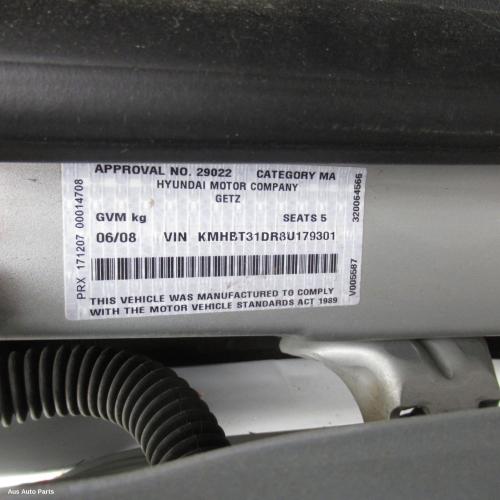 APPROVAL NO. 29022 CATEGORY MA
HYUNDAI MOTOR COMPANY
GETZ
GVM kg SEATS 5
06/08 VIN KMHBT31DR8U179301
THIS VEHICLE WAS MANUFACTURED TO COMPLY
WITH THE MOTOR VEHICLE STANDARDS ACT 1989
PRX 171207 00014708
320064566
V005587
Aus Auto Parts